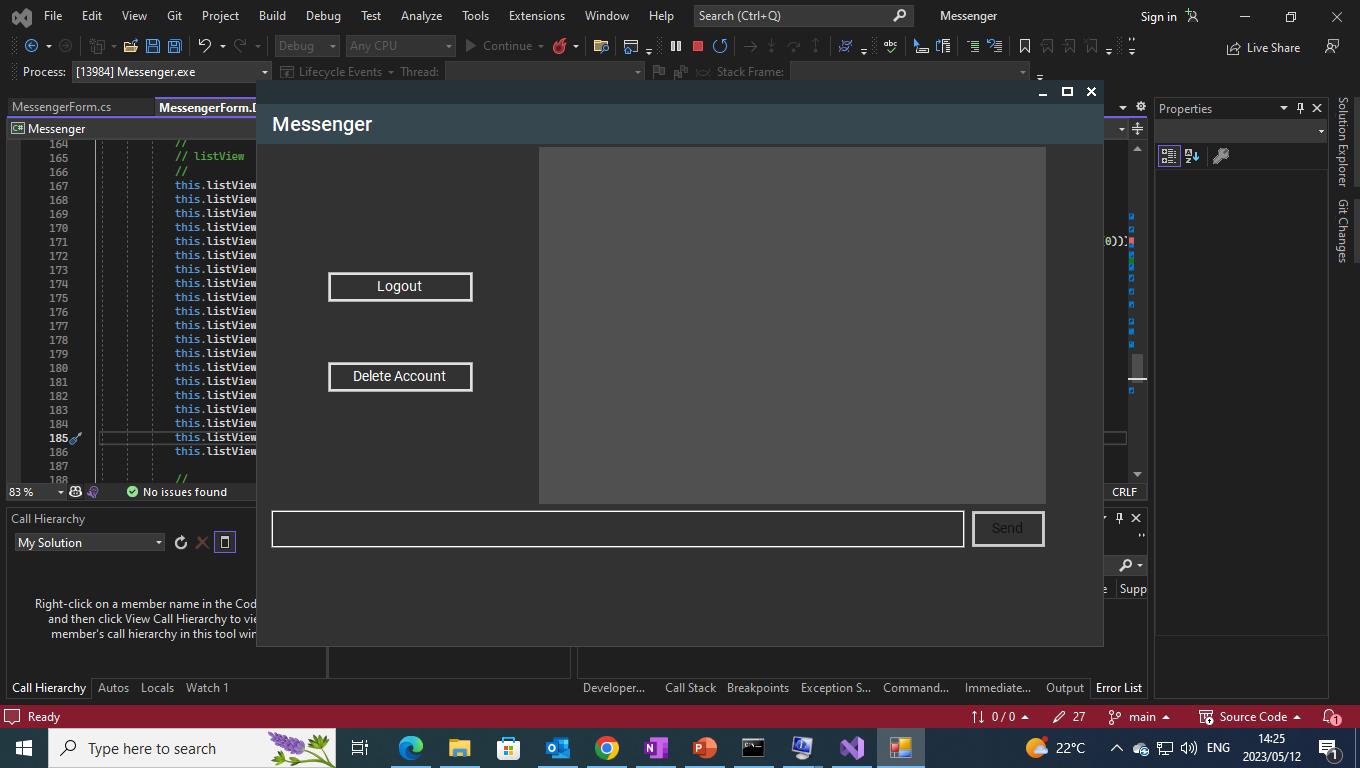 File Edit View Git Project Build Debug Test Analyze Tools Extensions Window Help Search (Ctrl+Q) Messenger Sign in
Debug Any CPU Continue Live Share
Process: [13984] Messenger.exe Lifecycle Events Thread: Stack Frame:
MessengerForm.cs MessengerForm.D
Properties
Messenger
Messenger
Logout
Delete Account
Send
164 //
165 // listView
166 //
167 this.listView
168 this.listView
169 this.listView
170 this.listView
171 this.listView 0)))
172 this.listView
173 this.listView
174 this.listView
175 this.listView
176 this.listView
177 this.listView
178 this.listView
179 this.listView
180 this.listView
181 this.listView
182 this.listView
183 this.listView
184 this.listView
185 this.listView
186 this.listView
187
188 //
83 % No issues found CRLF
Solution Explorer
Git Changes
Call Hierarchy
My Solution
Right-click on a member name in the Cod
and then click View Call Hierarchy to vie
member's call hierarchy in this tool win
e Supp
Call Hierarchy Autos Locals Watch 1 Developer... Call Stack Breakpoints Exception S... Command... Immediate... Output Error List
Ready 0 / 0 27 main Source Code 1
Type here to search 22°C ENG 14:25
2023/05/12 1